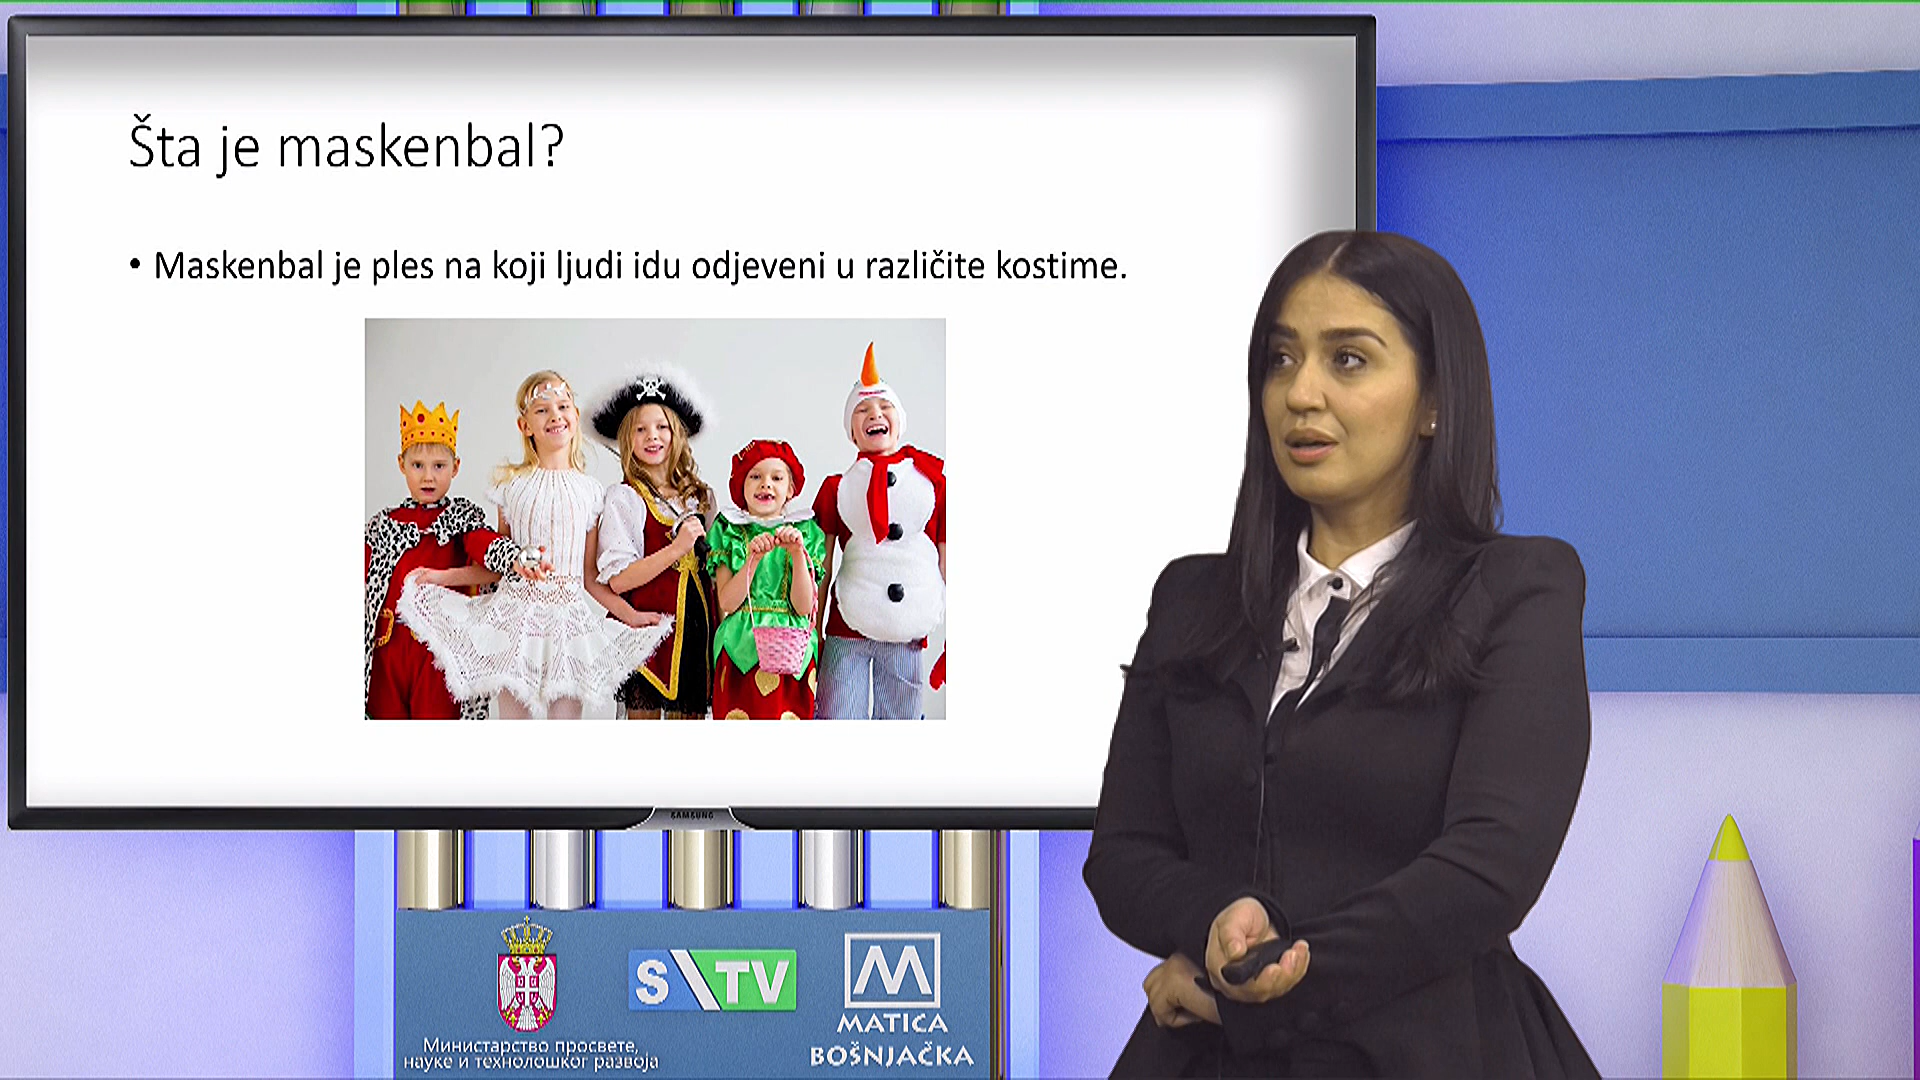 Šta je maskenbal?
• Maskenbal je ples na koji ljudi idu odjeveni u različite kostime.
SAMSUNG
Министарство просвете,
науке и технолошког развоја
S TV
M
MATICA
BOŠNJAČKA